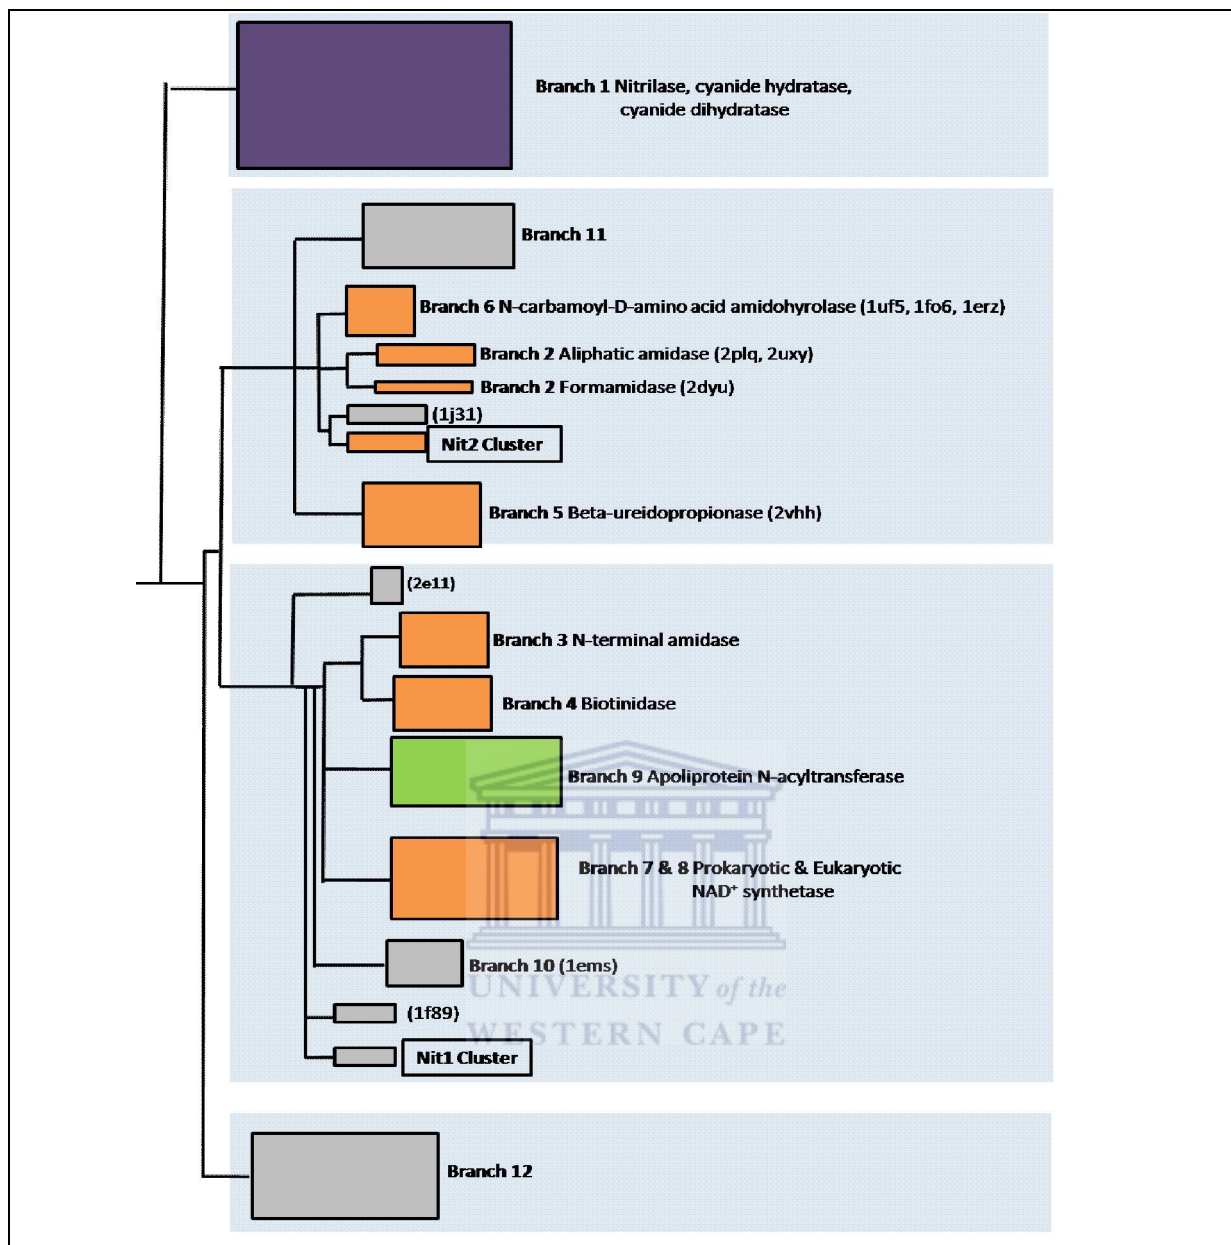 Branch 1 Nitrilase, cyanide hydratase,
cyanide dihydratase
Branch 11
Branch 6 N-carbamoyl-D-amino acid amidohyrolase (1uf5, 1fo6, 1erz)
Branch 2 Aliphatic amidase (2plq, 2uxy)
Branch 2 Formamidase (2dyu)
(1j31)
Nit2 Cluster
Branch 5 Beta-ureidopropionase (2vhh)
(2e11)
Branch 3 N-terminal amidase
Branch 4 Biotinidase
Branch 9 Apoliprotein N-acyltransferase
Branch 7 & 8 Prokaryotic & Eukaryotic
NAD⁺ synthetase
Branch 10 (1ems)
UNIVERSITY of the
(1f89)
WESTERN CAPE
Nit1 Cluster
Branch 12